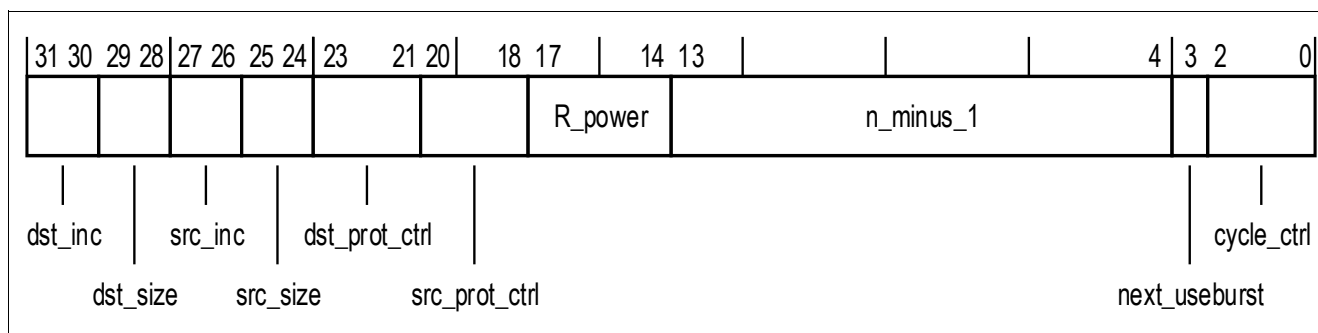 31 30 29 28 27 26 25 24 23 21 20 18 17 14 13 4 3 2 0
R_power n_minus_1
dst_inc src_inc dst_prot_ctrl cycle_ctrl
dst_size src_size src_prot_ctrl next_useburst